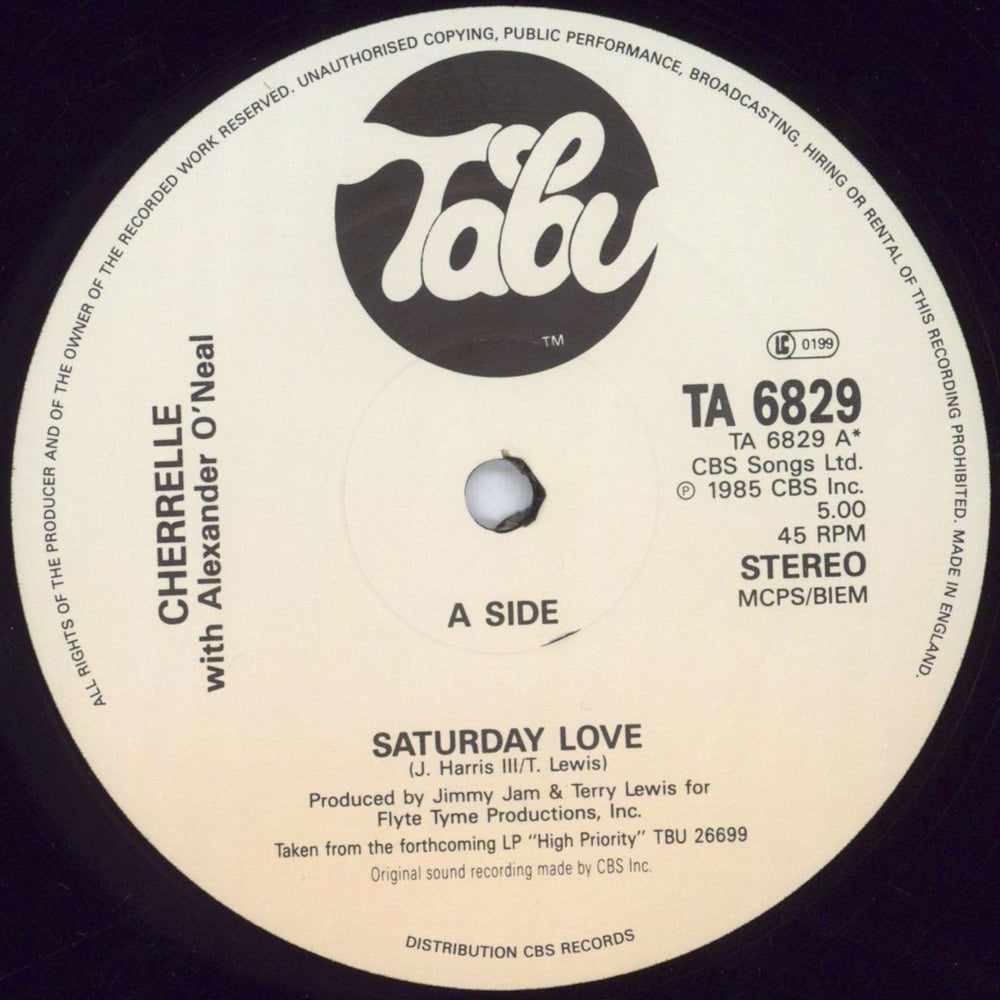 ALL RIGHTS OF THE PRODUCER AND OF THE OWNER OF THE RECORDED WORK RESERVED. UNAUTHORISED COPYING, PUBLIC PERFORMANCE, BROADCASTING, HIRING OR RENTAL OF THIS RECORDING PROHIBITED. MADE IN ENGLAND.
Tabu
TM
LC 0199
TA 6829
TA 6829 A*
CBS Songs Ltd.
℗ 1985 CBS Inc.
5.00
45 RPM
STEREO
MCPS/BIEM
CHERRELLE
with Alexander O'Neal
A SIDE
SATURDAY LOVE
(J. Harris III/T. Lewis)
Produced by Jimmy Jam & Terry Lewis for
Flyte Tyme Productions, Inc.
Taken from the forthcoming LP "High Priority" TBU 26699
Original sound recording made by CBS Inc.
DISTRIBUTION CBS RECORDS